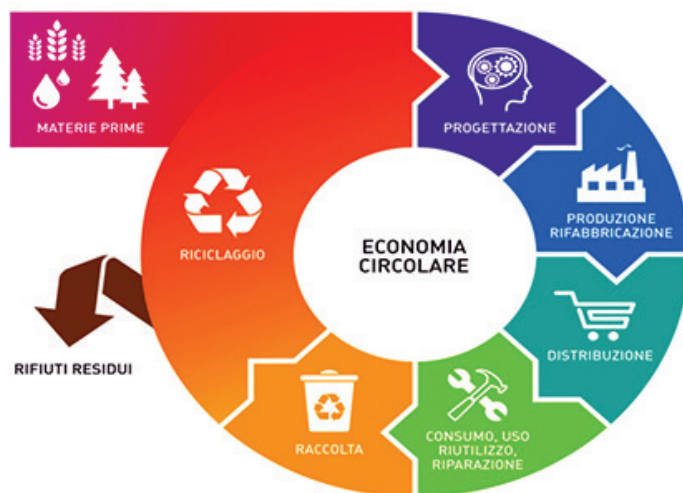 MATERIE PRIME
PROGETTAZIONE
PRODUZIONE
RIFABBRICAZIONE
DISTRIBUZIONE
CONSUMO, USO
RIUTILIZZO,
RIPARAZIONE
RACCOLTA
RICICLAGGIO
RIFIUTI RESIDUI
ECONOMIA
CIRCOLARE